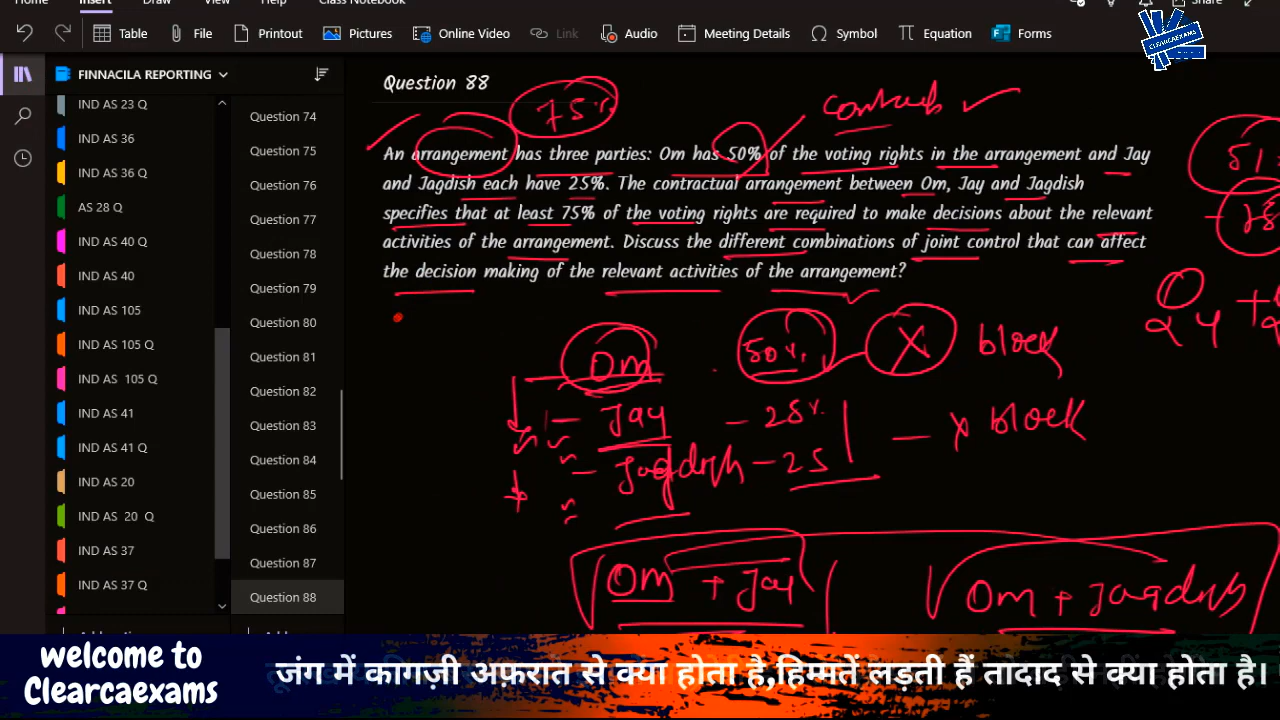 Insert
Draw
View
Help
Class Notebook
Share
Table
File
Printout
Pictures
Online Video
Link
Audio
Meeting Details
Symbol
Equation
Forms
CLEARCAEXAMS
FINNACILA REPORTING
IND AS 23 Q
IND AS 36
IND AS 36 Q
AS 28 Q
IND AS 40 Q
IND AS 40
IND AS 105
IND AS 105 Q
IND AS 105 Q
IND AS 41
IND AS 41 Q
IND AS 20
IND AS 20 Q
IND AS 37
IND AS 37 Q
Question 74
Question 75
Question 76
Question 77
Question 78
Question 79
Question 80
Question 81
Question 82
Question 83
Question 84
Question 85
Question 86
Question 87
Question 88
Question 88
75%
An arrangement has three parties: Om has 50% of the voting rights in the arrangement and Jay
and Jagdish each have 25%. The contractual arrangement between Om, Jay and Jagdish
specifies that at least 75% of the voting rights are required to make decisions about the relevant
activities of the arrangement. Discuss the different combinations of joint control that can affect
the decision making of the relevant activities of the arrangement?
51
Om 50% X block
Jay - 25% - X block
Jagdish - 25
Om + Jay
Om + Jagdish
welcome to
Clearcaexams
जंग में कागज़ी अफ़रात से क्या होता है,हिम्मतें लड़ती हैं तादाद से क्या होता है।